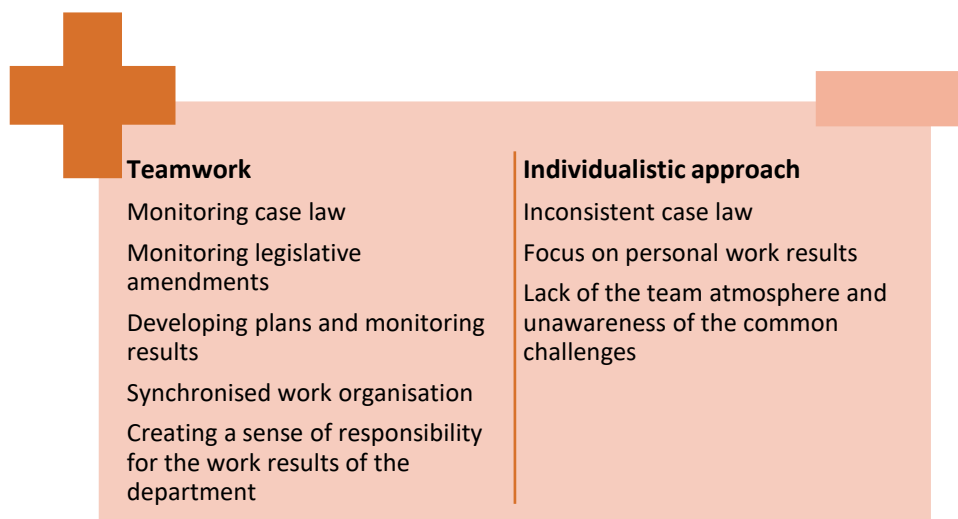 Teamwork
Monitoring case law
Monitoring legislative
amendments
Developing plans and monitoring
results
Synchronised work organisation
Creating a sense of responsibility
for the work results of the
department
Individualistic approach
Inconsistent case law
Focus on personal work results
Lack of the team atmosphere and
unawareness of the common
challenges